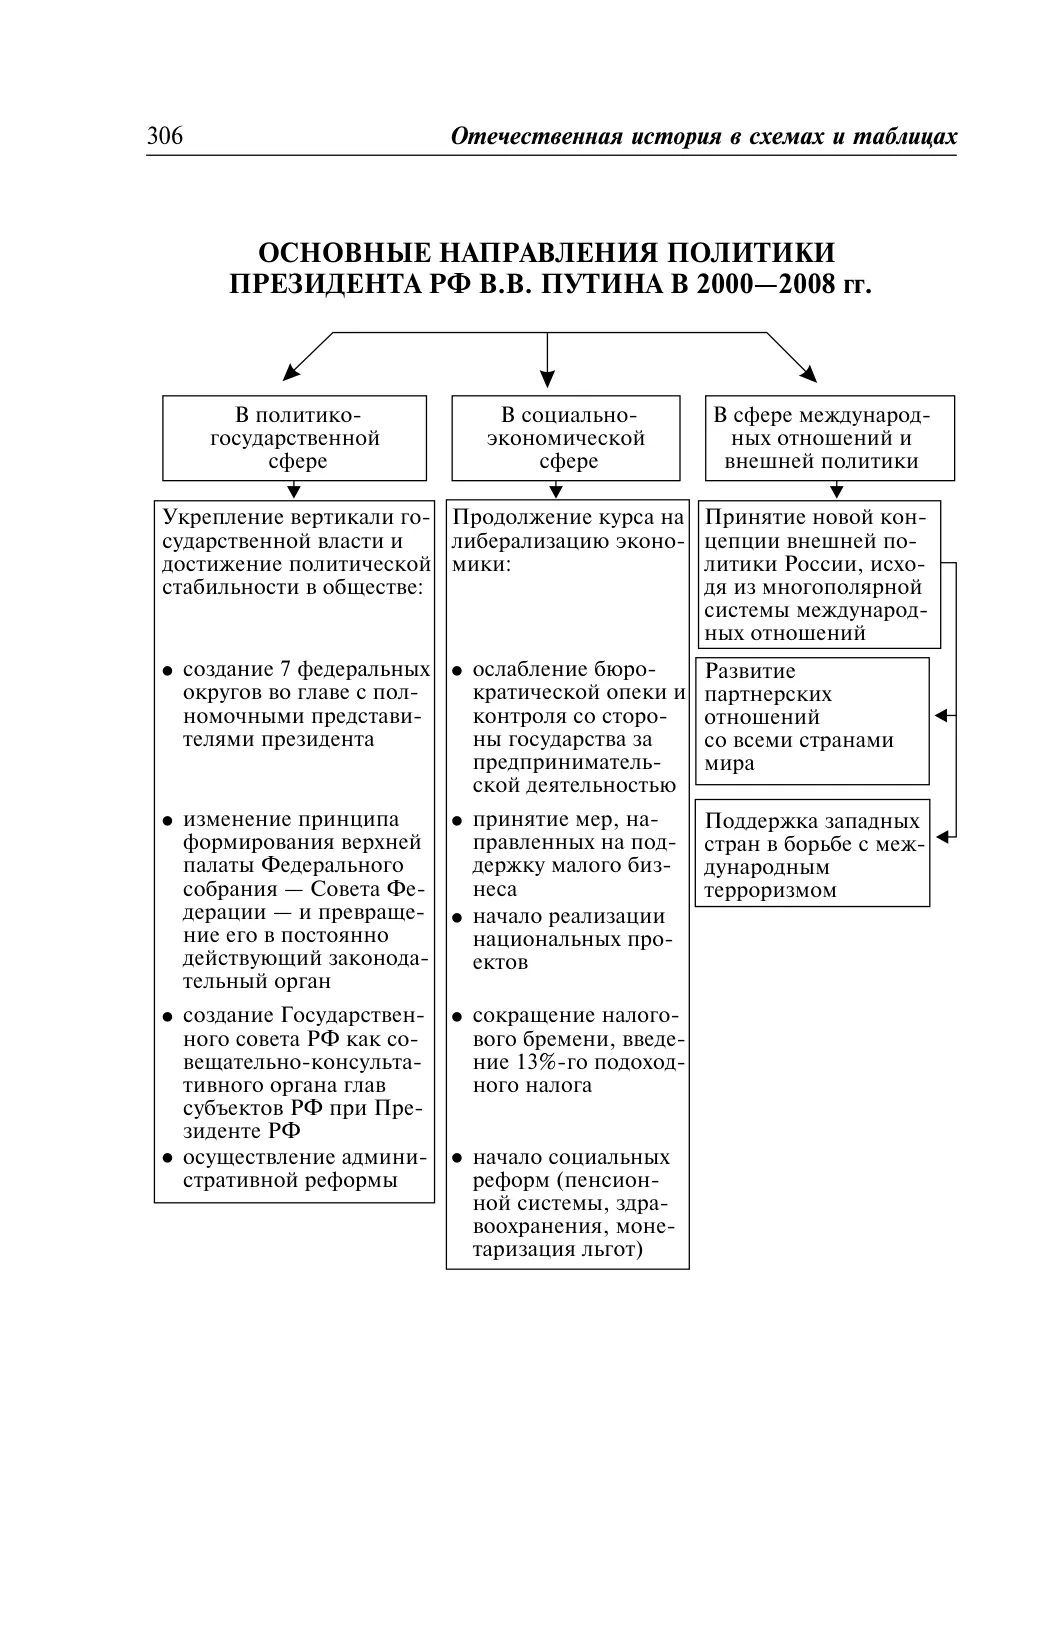 306
Отечественная история в схемах и таблицах
ОСНОВНЫЕ НАПРАВЛЕНИЯ ПОЛИТИКИ
ПРЕЗИДЕНТА РФ В.В. ПУТИНА В 2000—2008 гг.
В политико-
государственной
сфере
Укрепление вертикали го-
сударственной власти и
достижение политической
стабильности в обществе:
• создание 7 федеральных
округов во главе с пол-
номочными представи-
телями президента
• изменение принципа
формирования верхней
палаты Федерального
собрания — Совета Фе-
дерации — и превраще-
ние его в постоянно
действующий законода-
тельный орган
• создание Государствен-
ного совета РФ как со-
вещательно-консульта-
тивного органа глав
субъектов РФ при Пре-
зиденте РФ
• осуществление админи-
стративной реформы
В социально-
экономической
сфере
Продолжение курса на
либерализацию эконо-
мики:
• ослабление бюро-
кратической опеки и
контроля со сторо-
ны государства за
предприниматель-
ской деятельностью
• принятие мер, на-
правленных на под-
держку малого биз-
неса
• начало реализации
национальных про-
ектов
• сокращение налого-
вого бремени, введе-
ние 13%-го подоход-
ного налога
• начало социальных
реформ (пенсион-
ной системы, здра-
воохранения, моне-
таризация льгот)
В сфере международ-
ных отношений и
внешней политики
Принятие новой кон-
цепции внешней по-
литики России, исхо-
дя из многополярной
системы международ-
ных отношений
Развитие
партнерских
отношений
со всеми странами
мира
Поддержка западных
стран в борьбе с меж-
дународным
терроризмом